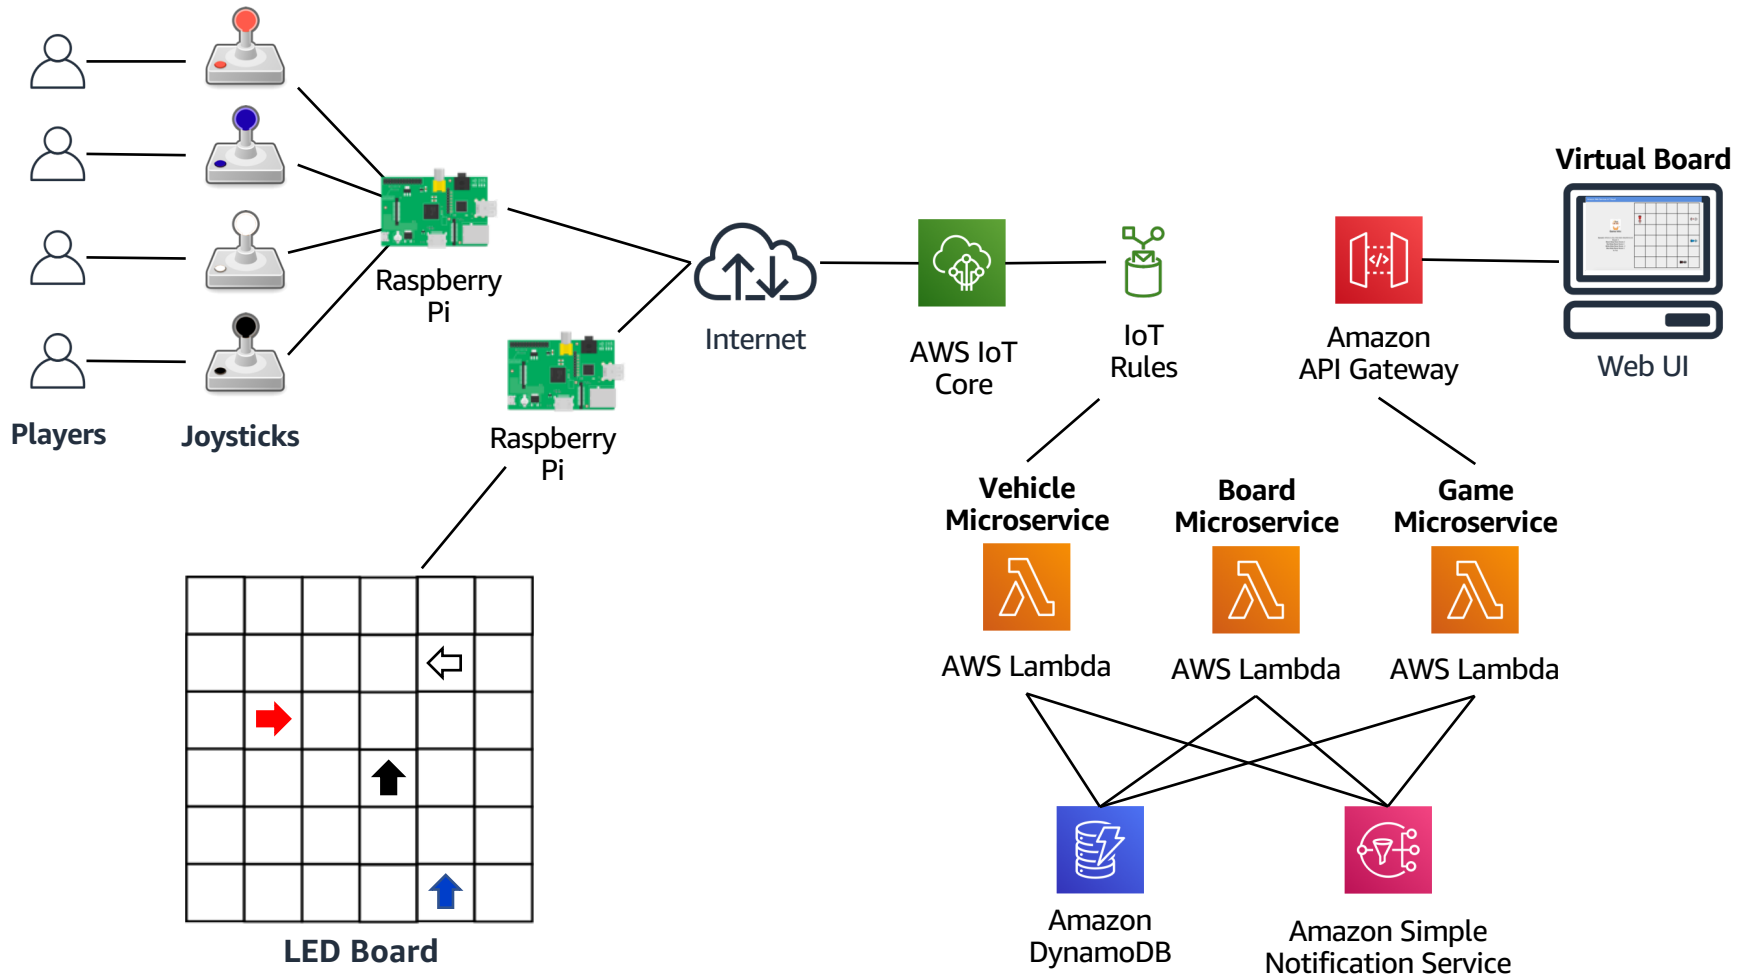 Virtual Board
Raspberry
Pi
Internet
AWS IoT
Core
IoT
Rules
Amazon
API Gateway
Web UI
Players
Joysticks
Raspberry
Pi
Vehicle
Microservice
Board
Microservice
Game
Microservice
AWS Lambda
AWS Lambda
AWS Lambda
LED Board
Amazon
DynamoDB
Amazon Simple
Notification Service